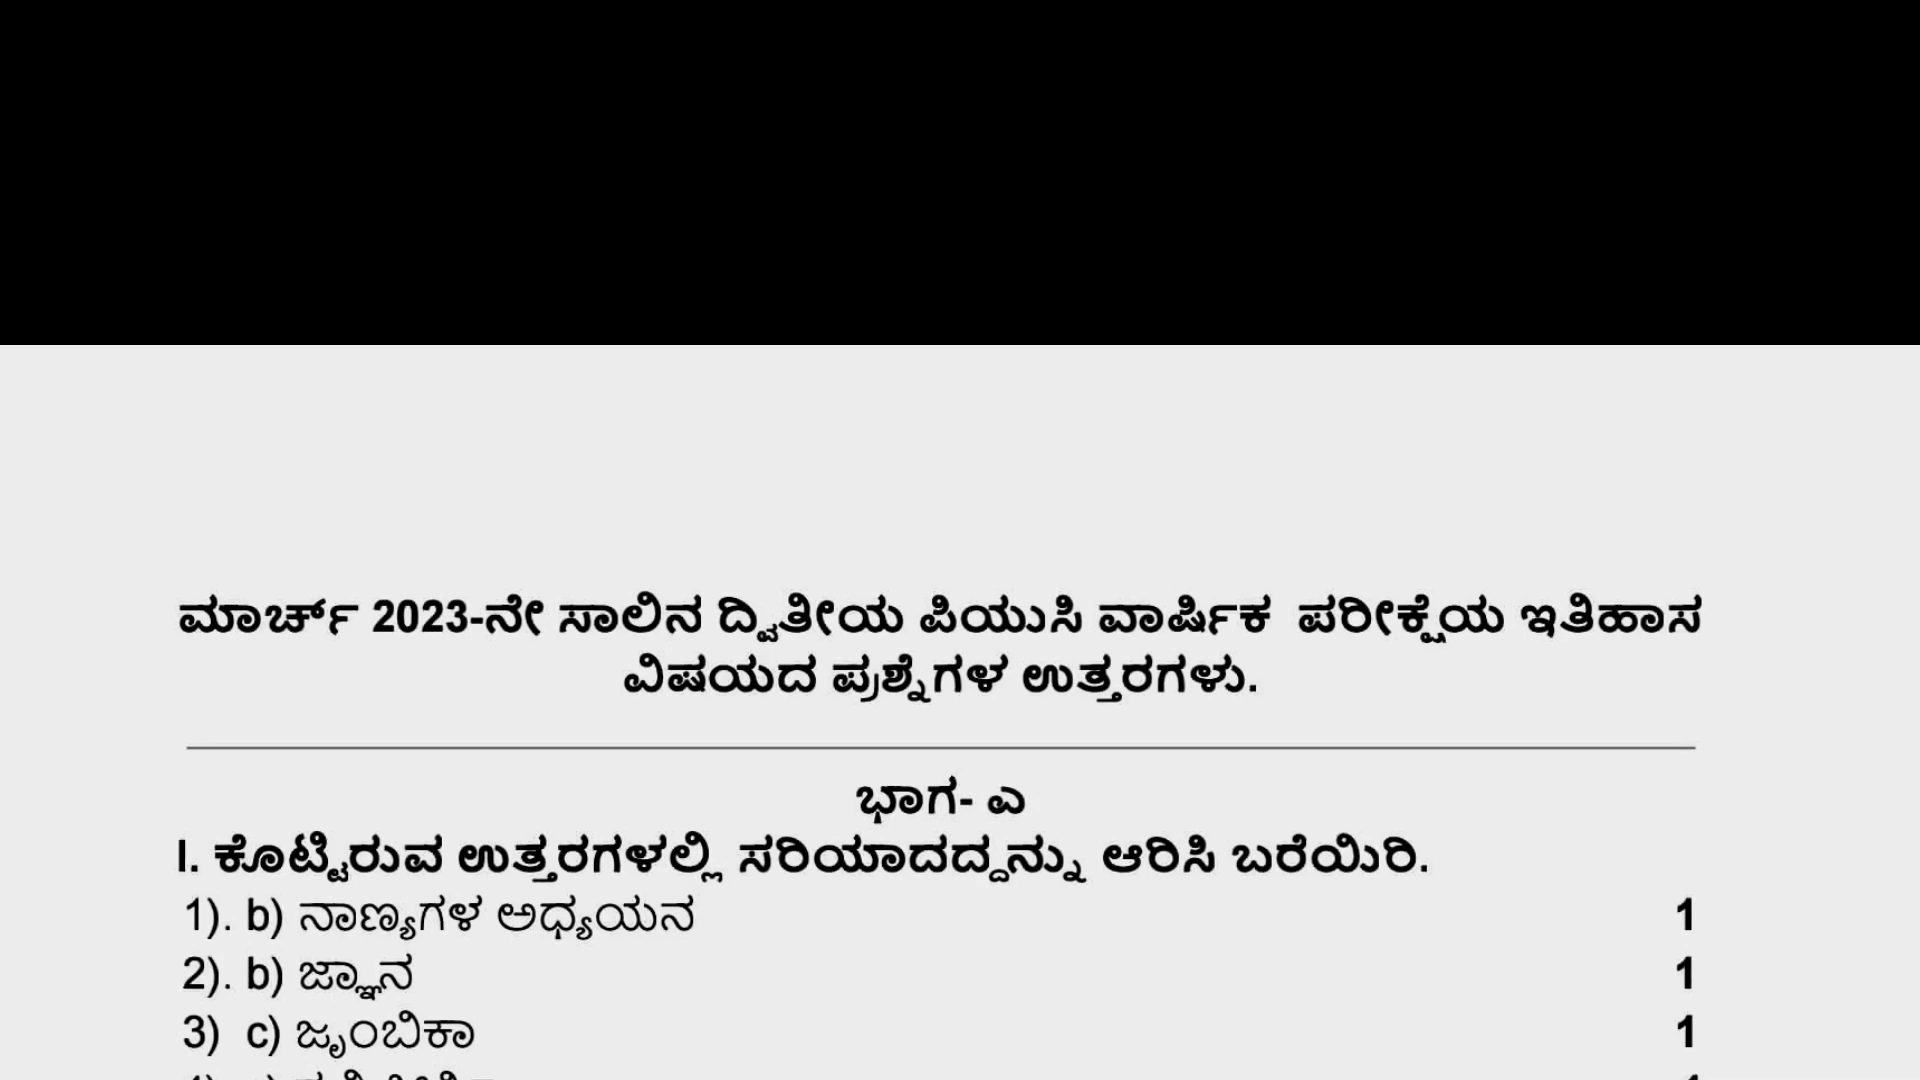 ಮಾರ್ಚ್ 2023-ನೇ ಸಾಲಿನ ದ್ವಿತೀಯ ಪಿಯುಸಿ ವಾರ್ಷಿಕ ಪರೀಕ್ಷೆಯ ಇತಿಹಾಸ
ವಿಷಯದ ಪ್ರಶ್ನೆಗಳ ಉತ್ತರಗಳು.
ಭಾಗ- ಎ
I. ಕೊಟ್ಟಿರುವ ಉತ್ತರಗಳಲ್ಲಿ ಸರಿಯಾದದ್ದನ್ನು ಆರಿಸಿ ಬರೆಯಿರಿ.
1). b) ನಾಣ್ಯಗಳ ಅಧ್ಯಯನ 1
2). b) ಜ್ಞಾನ 1
3) c) ಜೃಂಬಿಕಾ 1